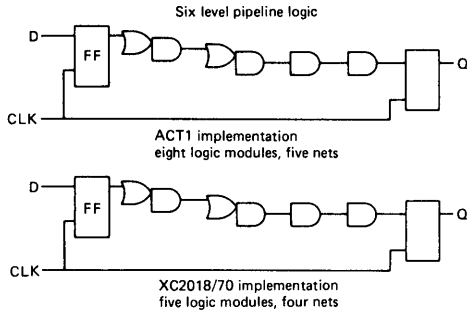 Six level pipeline logic
D
FF
Q
CLK
ACT1 implementation
eight logic modules, five nets
D
FF
Q
CLK
XC2018/70 implementation
five logic modules, four nets